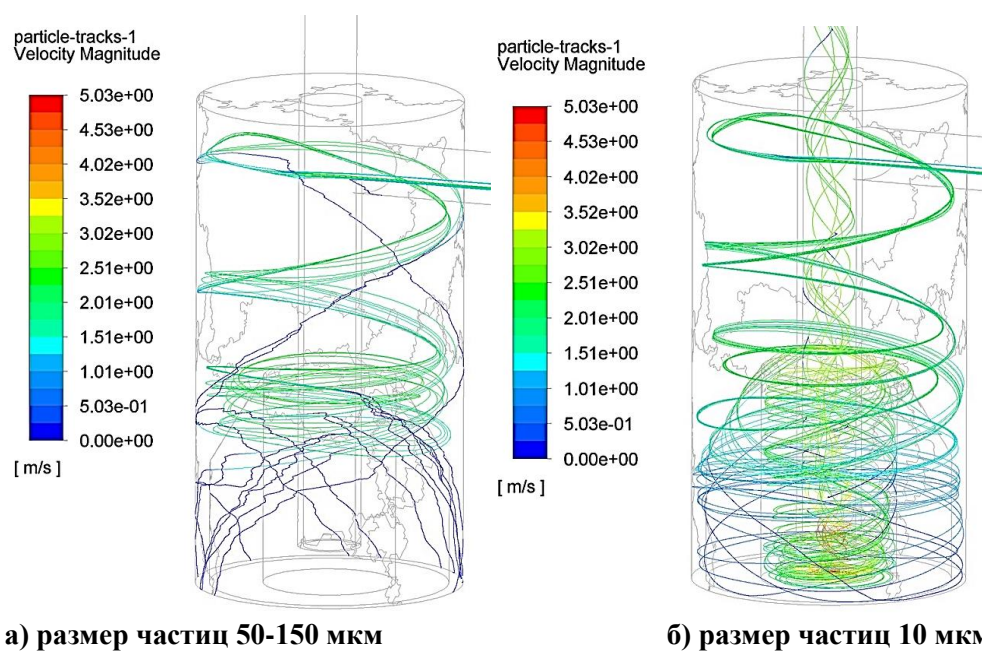 particle-tracks-1
Velocity Magnitude
5.03e+00
4.53e+00
4.02e+00
3.52e+00
3.02e+00
2.51e+00
2.01e+00
1.51e+00
1.01e+00
5.03e-01
0.00e+00
[ m/s ]
particle-tracks-1
Velocity Magnitude
5.03e+00
4.53e+00
4.02e+00
3.52e+00
3.02e+00
2.51e+00
2.01e+00
1.51e+00
1.01e+00
5.03e-01
0.00e+00
[ m/s ]
а) размер частиц 50-150 мкм
б) размер частиц 10 мкм